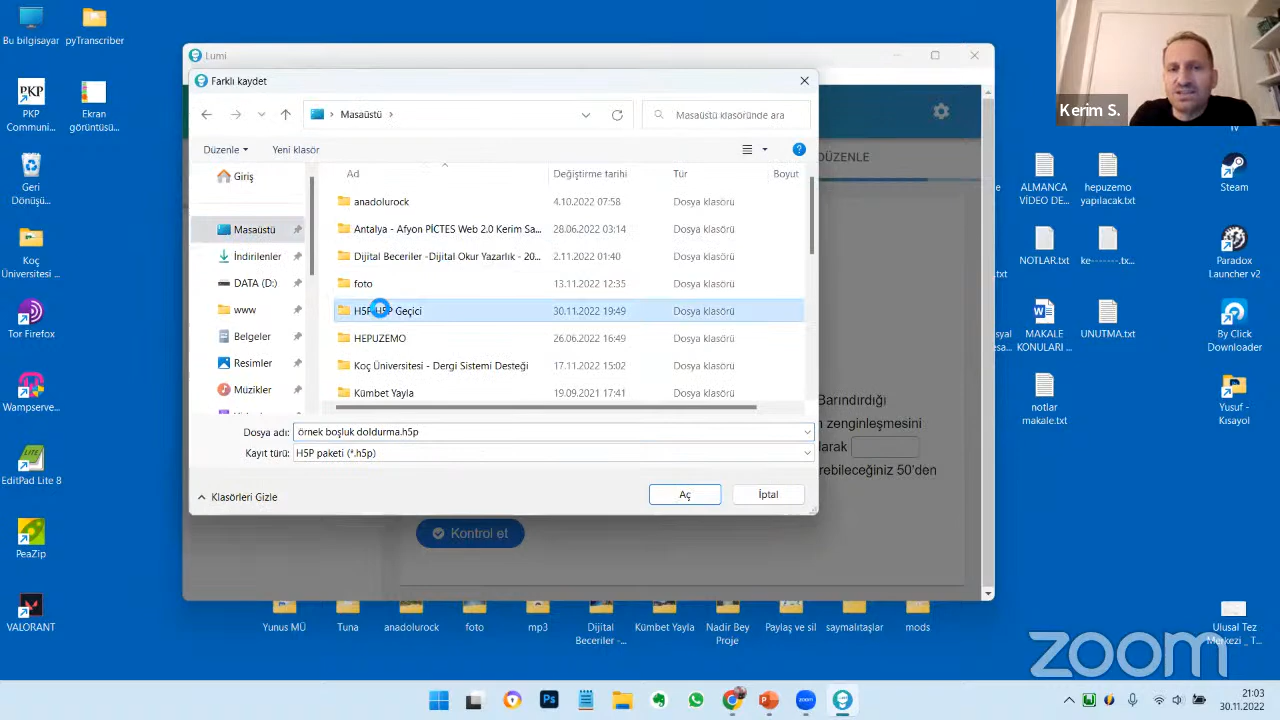 Bu bilgisayar
pyTranscriber
PKP
PKP
Communi...
Ekran
görüntüsü...
Geri
Dönüşü...
Koç
Üniversitesi ...
Tor Firefox
Wampserve...
LITE
EditPad Lite 8
PeaZip
VALORANT
Lumi
Farklı kaydet
Masaüstü
Masaüstü klasöründe ara
Düzenle
Yeni klasör
Giriş
Masaüstü
İndirilenler
DATA (D:)
www
Belgeler
Resimler
Müzikler
Ad
Değiştirme tarihi
Tür
Boyut
anadolurock
4.10.2022 07:58
Dosya klasörü
Antalya - Afyon PİCTES Web 2.0 Kerim Sa...
28.06.2022 03:14
Dosya klasörü
Dijital Beceriler -Dijital Okur Yazarlık - 20...
2.11.2022 01:40
Dosya klasörü
foto
13.11.2022 12:35
Dosya klasörü
H5P H5P Geçici
30.11.2022 19:49
Dosya klasörü
HEPUZEMO
26.06.2022 16:49
Dosya klasörü
Koç Üniversitesi - Dergi Sistemi Desteği
17.11.2022 15:02
Dosya klasörü
Kümbet Yayla
19.09.2021 17:41
Dosya klasörü
Dosya adı:
örnek boşluk doldurma.h5p
Kayıt türü:
H5P paketi (*.h5p)
Klasörleri Gizle
Aç
İptal
DÜZENLE
Barındırdığı
zenginleşmesini
larak
rebileceğiniz 50'den
Kontrol et
Kerim S.
ALMANCA
VİDEO DE...
hepuzemo
yapılacak.txt
Steam
NOTLAR.txt
ke-------.tx...
Paradox
Launcher v2
MAKALE
KONULARI ...
UNUTMA.txt
By Click
Downloader
notlar
makale.txt
Yusuf -
Kısayol
Yunus MÜ
Tuna
anadolurock
foto
mp3
Dijital
Beceriler -...
Kümbet Yayla
Nadir Bey
Proje
Paylaş ve sil
saymalıtaşlar
mods
Ulusal Tez
Merkezi _ T...
zoom
Ps
zoom
21:03
30.11.2022